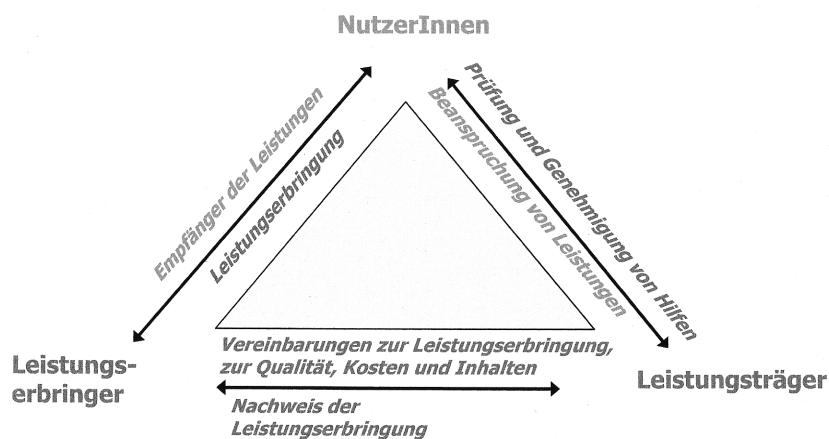 NutzerInnen
Empfänger der Leistungen
Leistungserbringung
Prüfung und Genehmigung von Hilfen
Beanspruchung von Leistungen
Vereinbarungen zur Leistungserbringung,
zur Qualität, Kosten und Inhalten
Leistungs-
erbringer
Leistungsträger
Nachweis der
Leistungserbringung